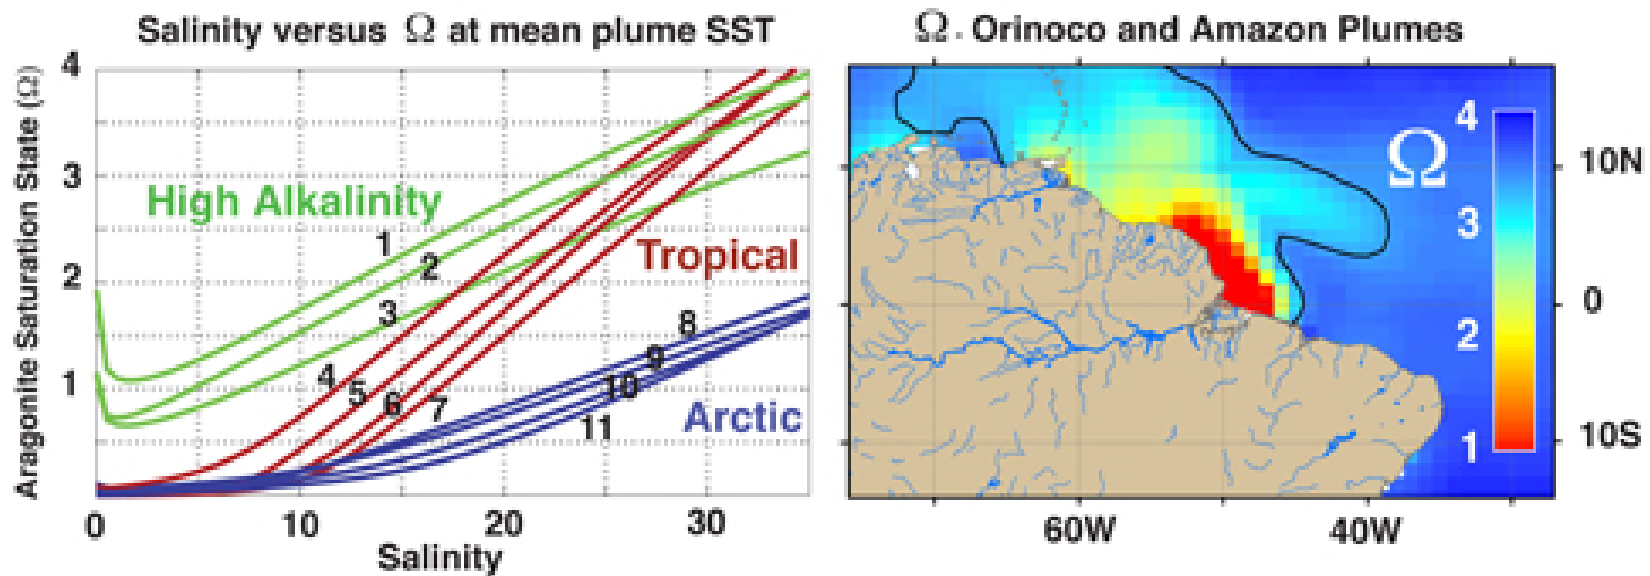 Salinity versus Ω at mean plume SST
Aragonite Saturation State (Ω)
4
3
2
1
0
10
20
30
Salinity
High Alkalinity
Tropical
Arctic
1
2
3
4
5
6
7
8
9
10
11
Ω. Orinoco and Amazon Plumes
Ω
4
3
2
1
10N
0
10S
60W
40W